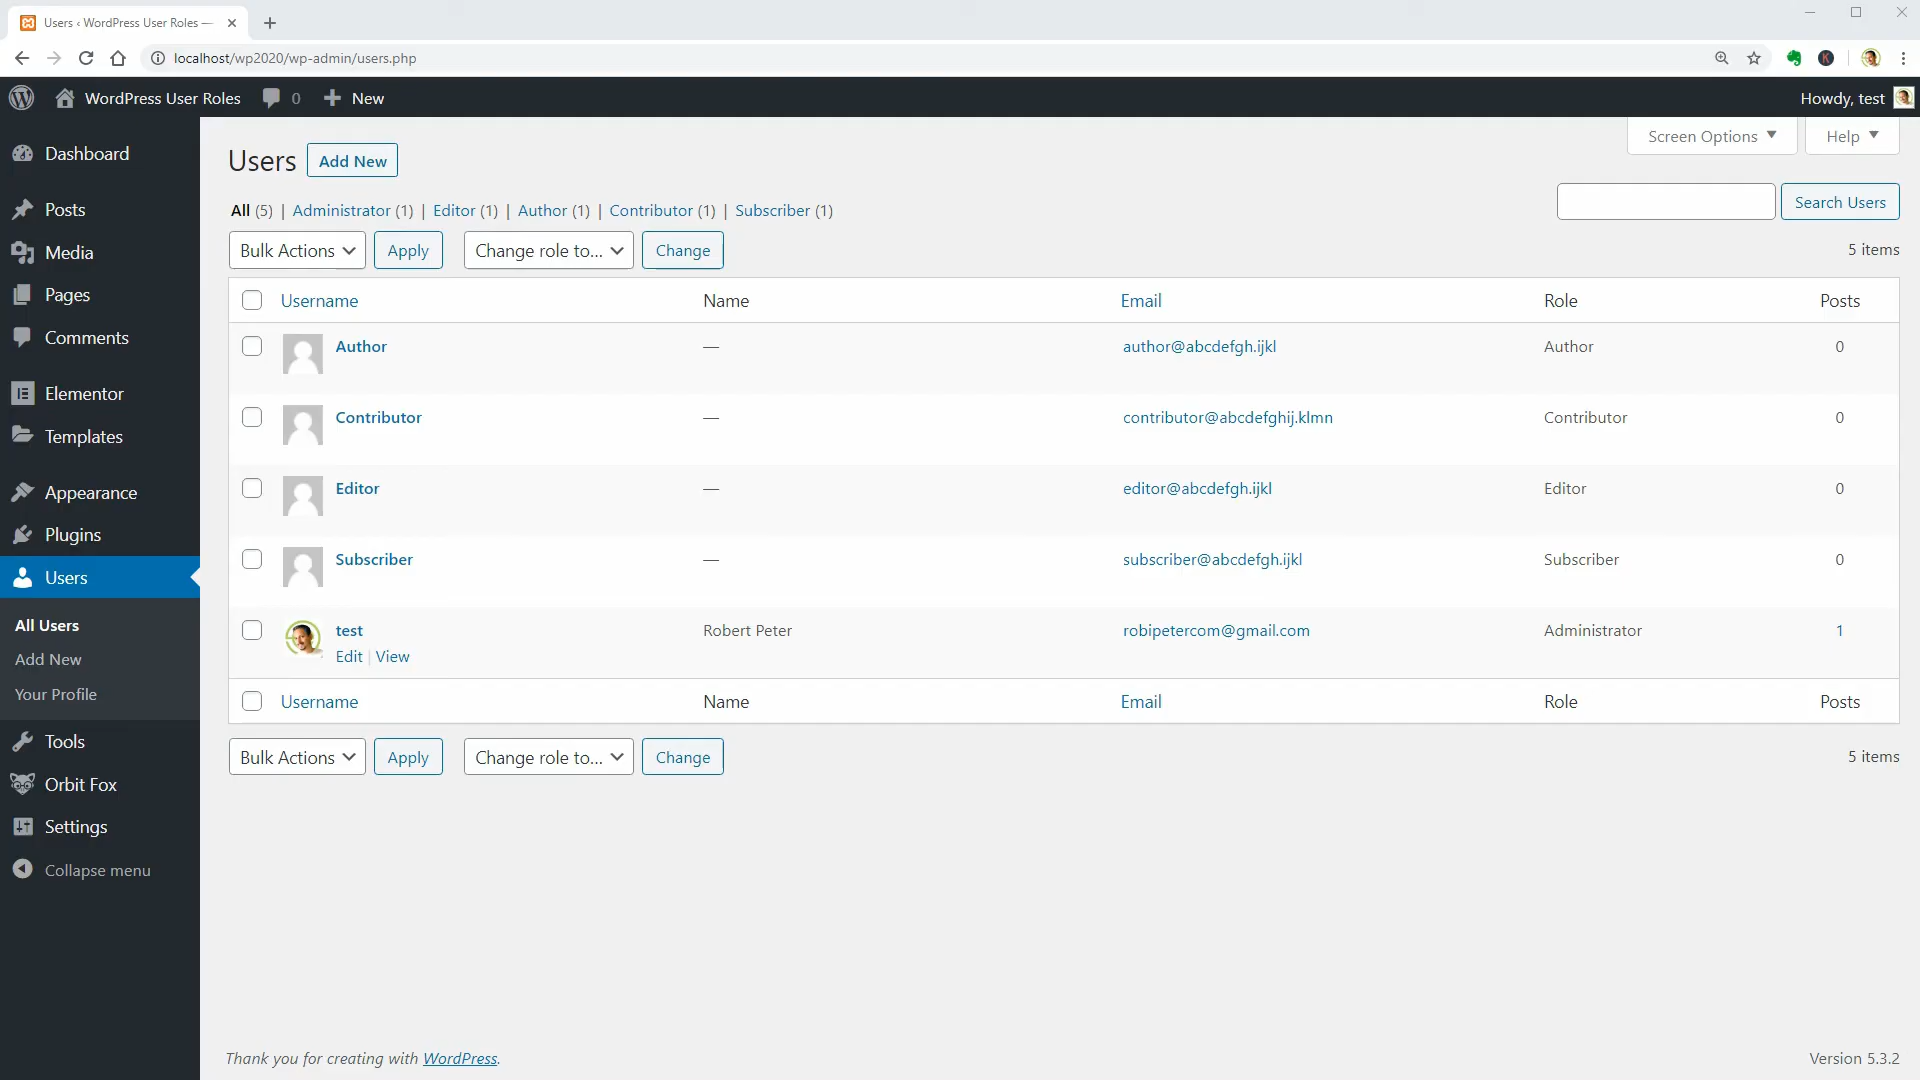 Users ‹ WordPress User Roles —
localhost/wp2020/wp-admin/users.php
K
WordPress User Roles 0 New Howdy, test
Screen Options Help
Dashboard
Posts
Media
Pages
Comments
Elementor
Templates
Appearance
Plugins
Users
All Users
Add New
Your Profile
Tools
Orbit Fox
Settings
Collapse menu
Users Add New
Search Users
All (5) | Administrator (1) | Editor (1) | Author (1) | Contributor (1) | Subscriber (1)
Bulk Actions Apply Change role to... Change 5 items
Username Name Email Role Posts
Author — author@abcdefgh.ijkl Author 0
Contributor — contributor@abcdefghij.klmn Contributor 0
Editor — editor@abcdefgh.ijkl Editor 0
Subscriber — subscriber@abcdefgh.ijkl Subscriber 0
test Robert Peter robipetercom@gmail.com Administrator 1
Edit | View
Username Name Email Role Posts
Bulk Actions Apply Change role to... Change 5 items
Thank you for creating with WordPress. Version 5.3.2